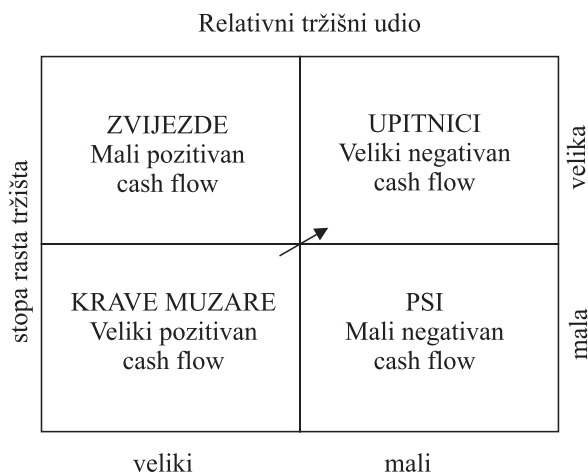 Relativni tržišni udio
ZVIJEZDE
Mali pozitivan
cash flow
UPITNICI
Veliki negativan
cash flow
velika
stopa rasta tržišta
KRAVE MUZARE
Veliki pozitivan
cash flow
PSI
Mali negativan
cash flow
mala
veliki
mali